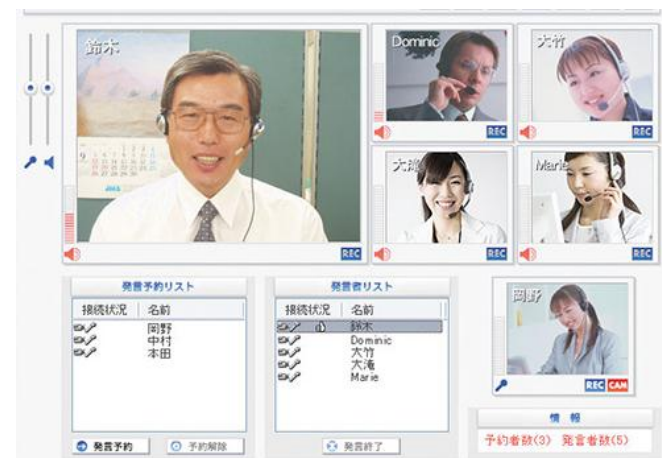 鈴木
REC
Dominic
REC
大竹
REC
大滝
REC
Marie
REC
発言予約リスト
接続状況 名前
岡野
中村
本田
発言予約
予約解除
発言者リスト
接続状況 名前
鈴木
Dominic
大竹
大滝
Marie
発言終了
岡野
REC CAM
情 報
予約者数(3) 発言者数(5)